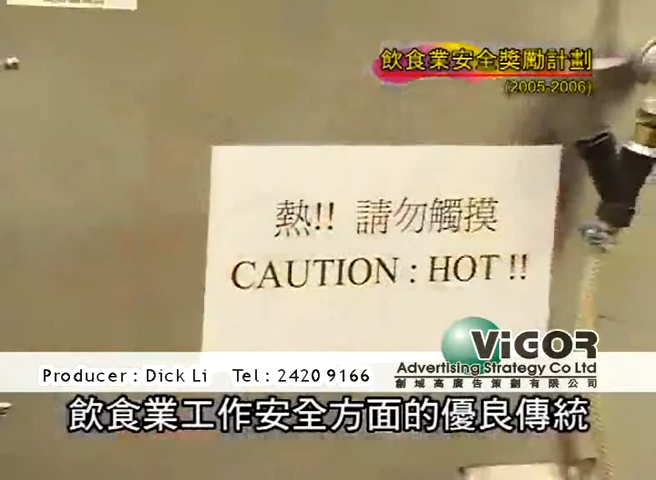 飲食業安全獎勵計劃
(2005-2006)
熱!! 請勿觸摸
CAUTION : HOT !!
ViGOR
Advertising Strategy Co Ltd
創域高廣告策劃有限公司
Producer : Dick Li Tel : 2420 9166
飲食業工作安全方面的優良傳統